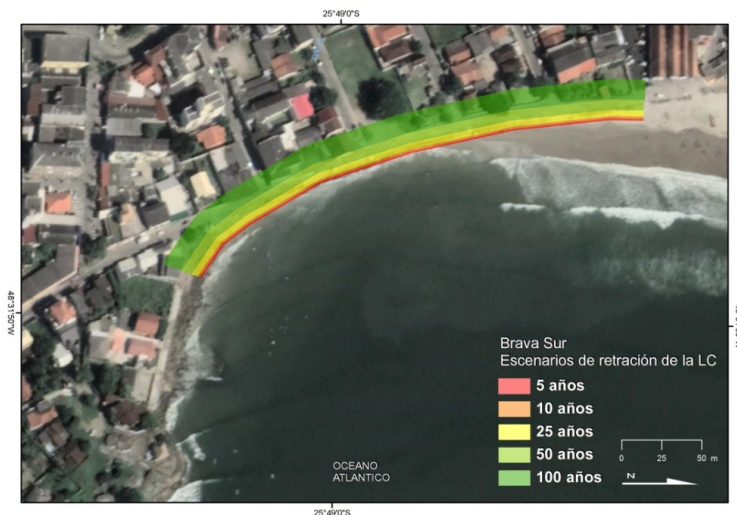 25°49'0"S
48°31'50"W
Brava Sur
Escenarios de retración de la LC
5 años
10 años
25 años
50 años
100 años
0 25 50 m
N
OCEANO
ATLANTICO
25°49'0"S